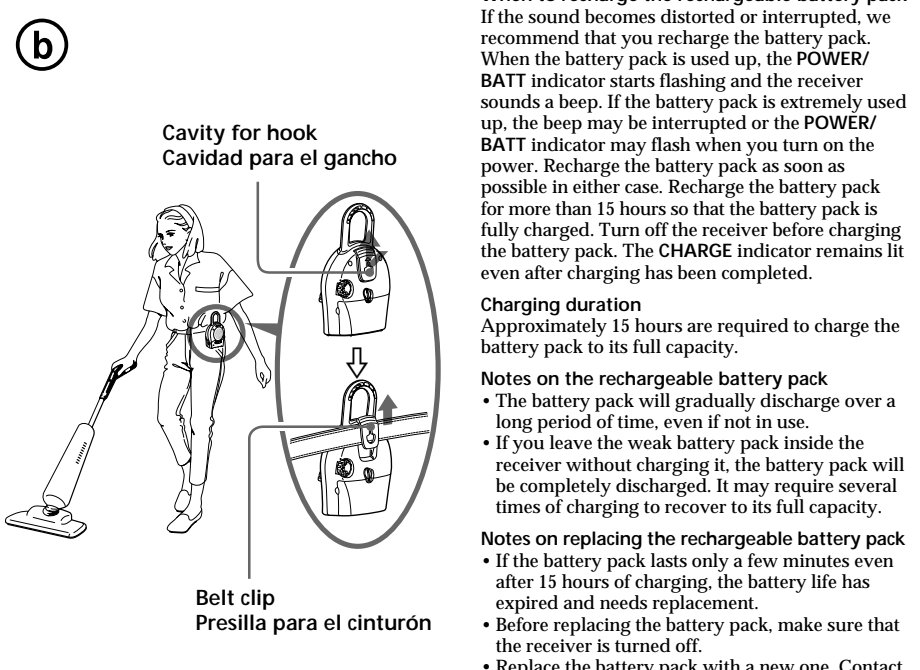 b
Cavity for hook
Cavidad para el gancho
Belt clip
Presilla para el cinturón
When to recharge the rechargeable battery pack
If the sound becomes distorted or interrupted, we
recommend that you recharge the battery pack.
When the battery pack is used up, the POWER/
BATT indicator starts flashing and the receiver
sounds a beep. If the battery pack is extremely used
up, the beep may be interrupted or the POWER/
BATT indicator may flash when you turn on the
power. Recharge the battery pack as soon as
possible in either case. Recharge the battery pack
for more than 15 hours so that the battery pack is
fully charged. Turn off the receiver before charging
the battery pack. The CHARGE indicator remains lit
even after charging has been completed.
Charging duration
Approximately 15 hours are required to charge the
battery pack to its full capacity.
Notes on the rechargeable battery pack
• The battery pack will gradually discharge over a
long period of time, even if not in use.
• If you leave the weak battery pack inside the
receiver without charging it, the battery pack will
be completely discharged. It may require several
times of charging to recover to its full capacity.
Notes on replacing the rechargeable battery pack
• If the battery pack lasts only a few minutes even
after 15 hours of charging, the battery life has
expired and needs replacement.
• Before replacing the battery pack, make sure that
the receiver is turned off.
• Replace the battery pack with a new one. Contact